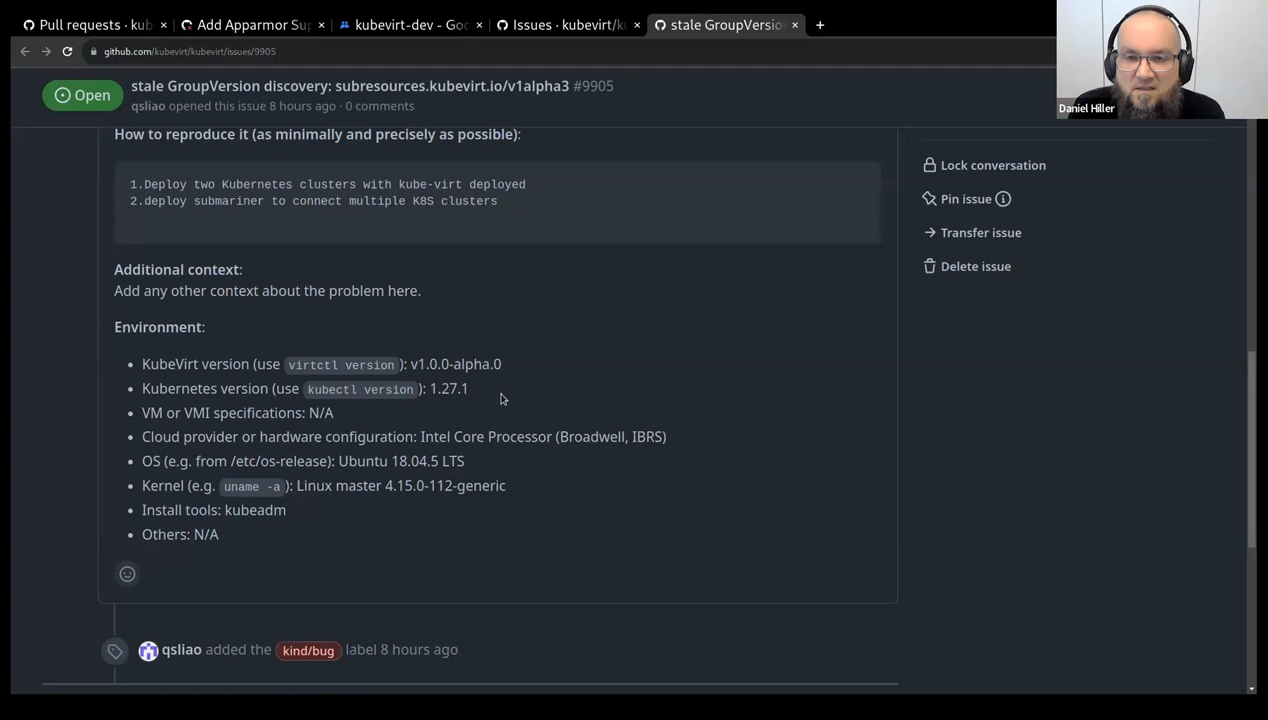 Pull requests · kub
Add Apparmor Su
kubevirt-dev - Goo
Issues · kubevirt/k
stale GroupVersio
github.com/kubevirt/kubevirt/issues/9905
Open
stale GroupVersion discovery: subresources.kubevirt.io/v1alpha3 #9905
qsliao opened this issue 8 hours ago · 0 comments
Daniel Hiller
How to reproduce it (as minimally and precisely as possible):
1.Deploy two Kubernetes clusters with kube-virt deployed
2.deploy submariner to connect multiple K8S clusters
Additional context:
Add any other context about the problem here.
Environment:
• KubeVirt version (use virtctl version): v1.0.0-alpha.0
• Kubernetes version (use kubectl version): 1.27.1
• VM or VMI specifications: N/A
• Cloud provider or hardware configuration: Intel Core Processor (Broadwell, IBRS)
• OS (e.g. from /etc/os-release): Ubuntu 18.04.5 LTS
• Kernel (e.g. uname -a): Linux master 4.15.0-112-generic
• Install tools: kubeadm
• Others: N/A
qsliao added the kind/bug label 8 hours ago
Lock conversation
Pin issue
Transfer issue
Delete issue